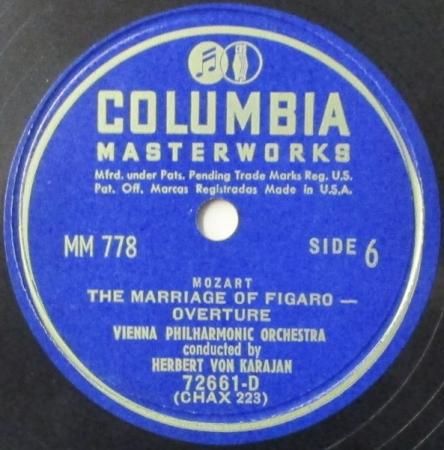 COLUMBIA
MASTERWORKS
Mfrd. under Pats. Pending Trade Marks Reg. U.S.
Pat. Off. Marcas Registradas Made in U.S.A.
MM 778
SIDE 6
MOZART
THE MARRIAGE OF FIGARO —
OVERTURE
VIENNA PHILHARMONIC ORCHESTRA
conducted by
HERBERT VON KARAJAN
72661-D
(CHAX 223)